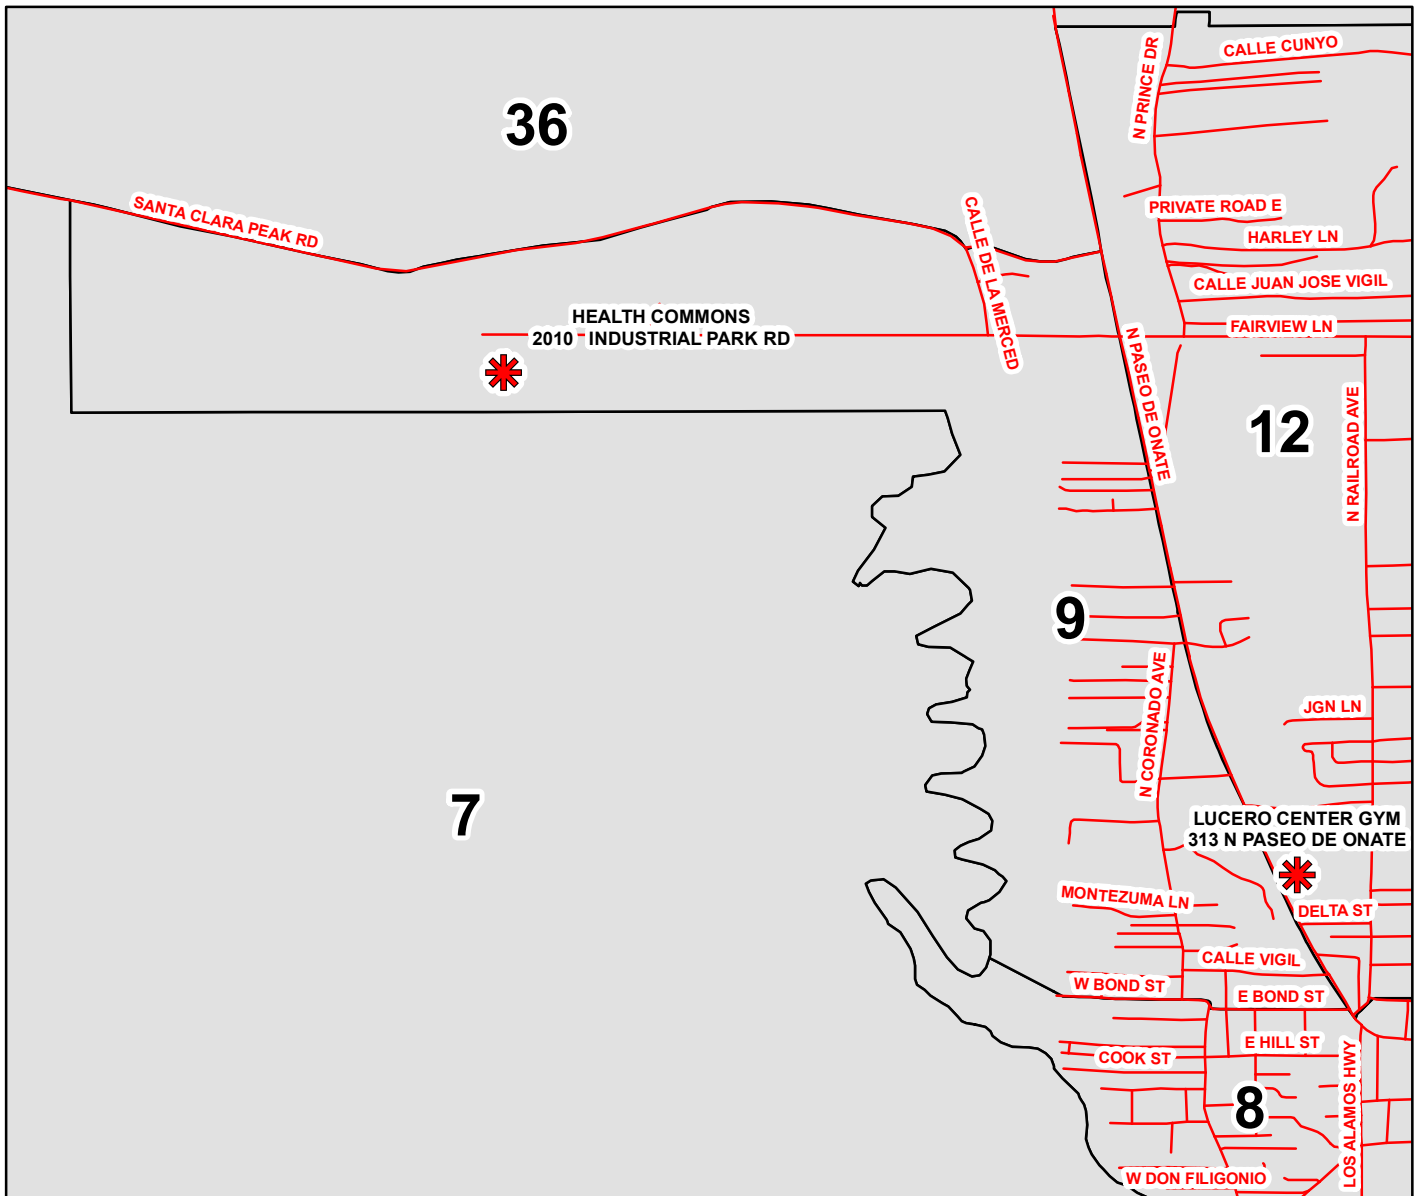 CALLE CUNYO
N PRINCE DR
36
SANTA CLARA PEAK RD
PRIVATE ROAD E
CALLE DE LA MERCED
HARLEY LN
CALLE JUAN JOSE VIGIL
HEALTH COMMONS
2010 INDUSTRIAL PARK RD
FAIRVIEW LN
N PASEO DE ONATE
12
N RAILROAD AVE
9
N CORONADO AVE
JGN LN
7
LUCERO CENTER GYM
313 N PASEO DE ONATE
MONTEZUMA LN
DELTA ST
CALLE VIGIL
W BOND ST
E BOND ST
E HILL ST
COOK ST
LOS ALAMOS HWY
8
W DON FILIGONIO